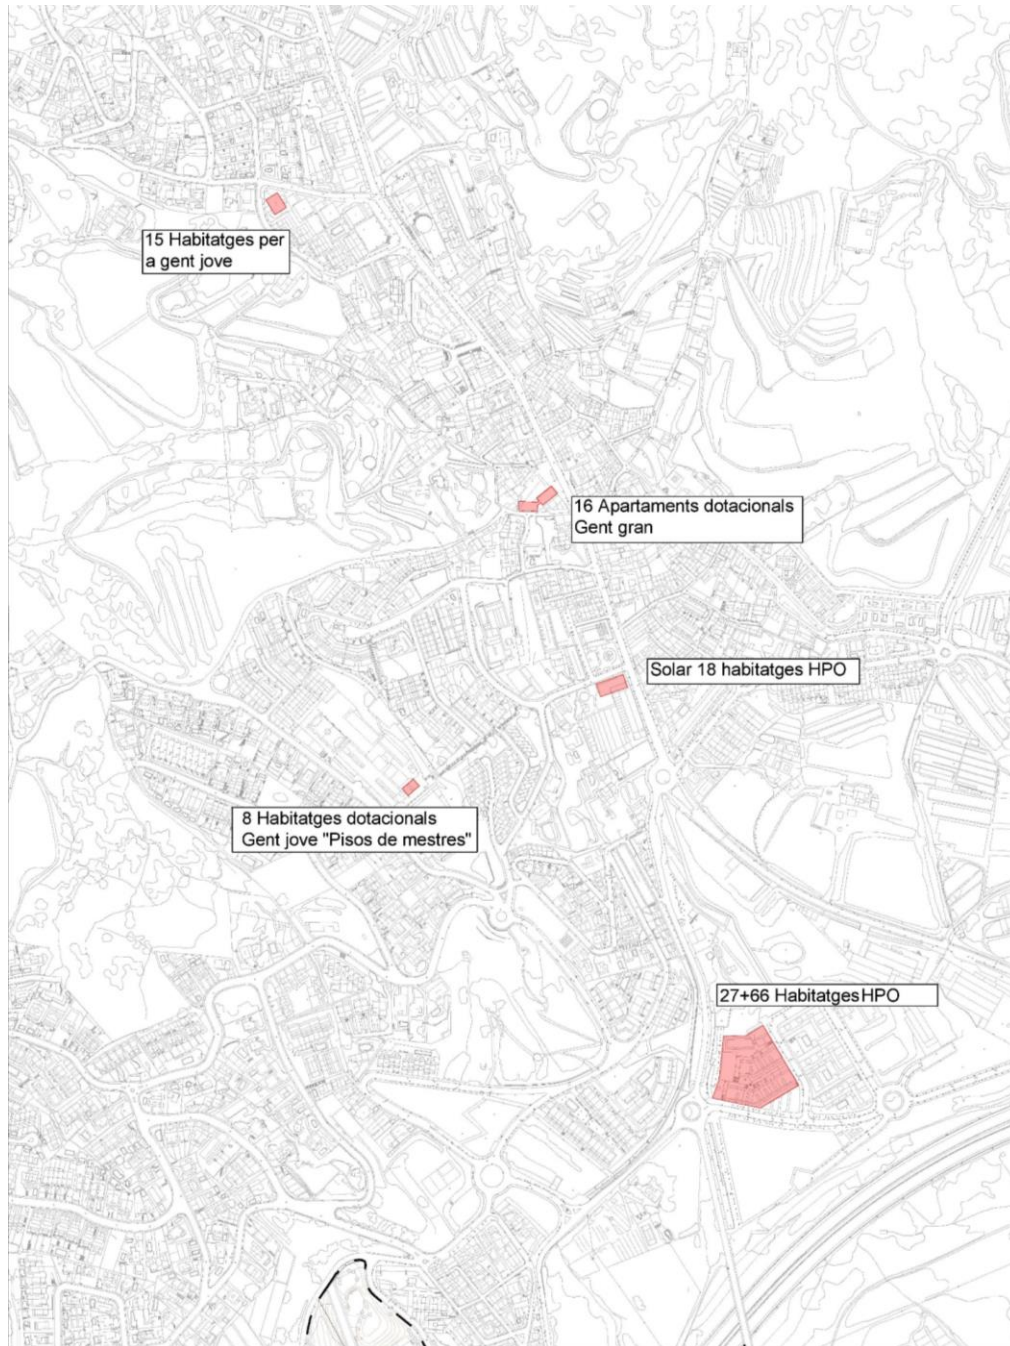 15 Habitatges per
a gent jove
16 Apartaments dotacionals
Gent gran
Solar 18 habitatges HPO
8 Habitatges dotacionals
Gent jove "Pisos de mestres"
27+66 Habitatges HPO